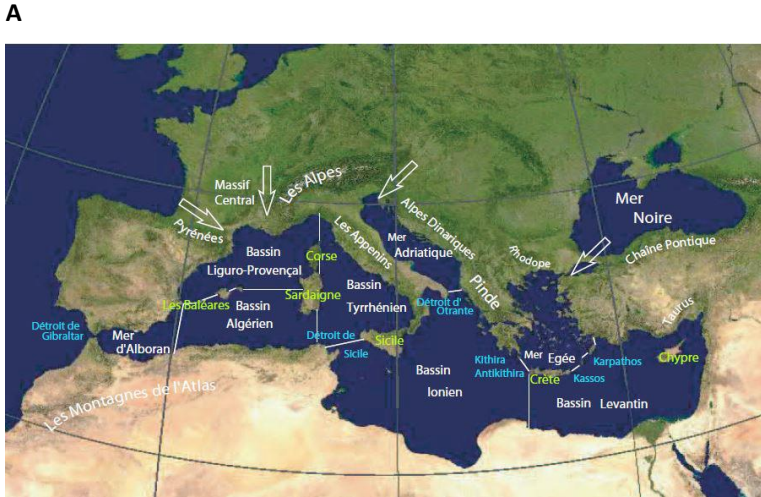 A
Massif
Central
Les Alpes
Pyrénées
Alpes Dinariques
Les Appenins
Mer
Noire
Mer
Adriatique
Chaîne Pontique
Rhodope
Bassin
Liguro-Provençal
Corse
Pinde
Bassin
Tyrrhénien
Sardaigne
Les Baléares
Bassin
Algérien
Détroit d'
Otrante
Taurus
Détroit de
Gibraltar
Mer
d'Alboran
Détroit de
Sicile
Sicile
Kithira
Antikithira
Mer Egée
Karpathos
Chypre
Kassos
Crète
Bassin
Ionien
Bassin Levantin
Les Montagnes de l'Atlas